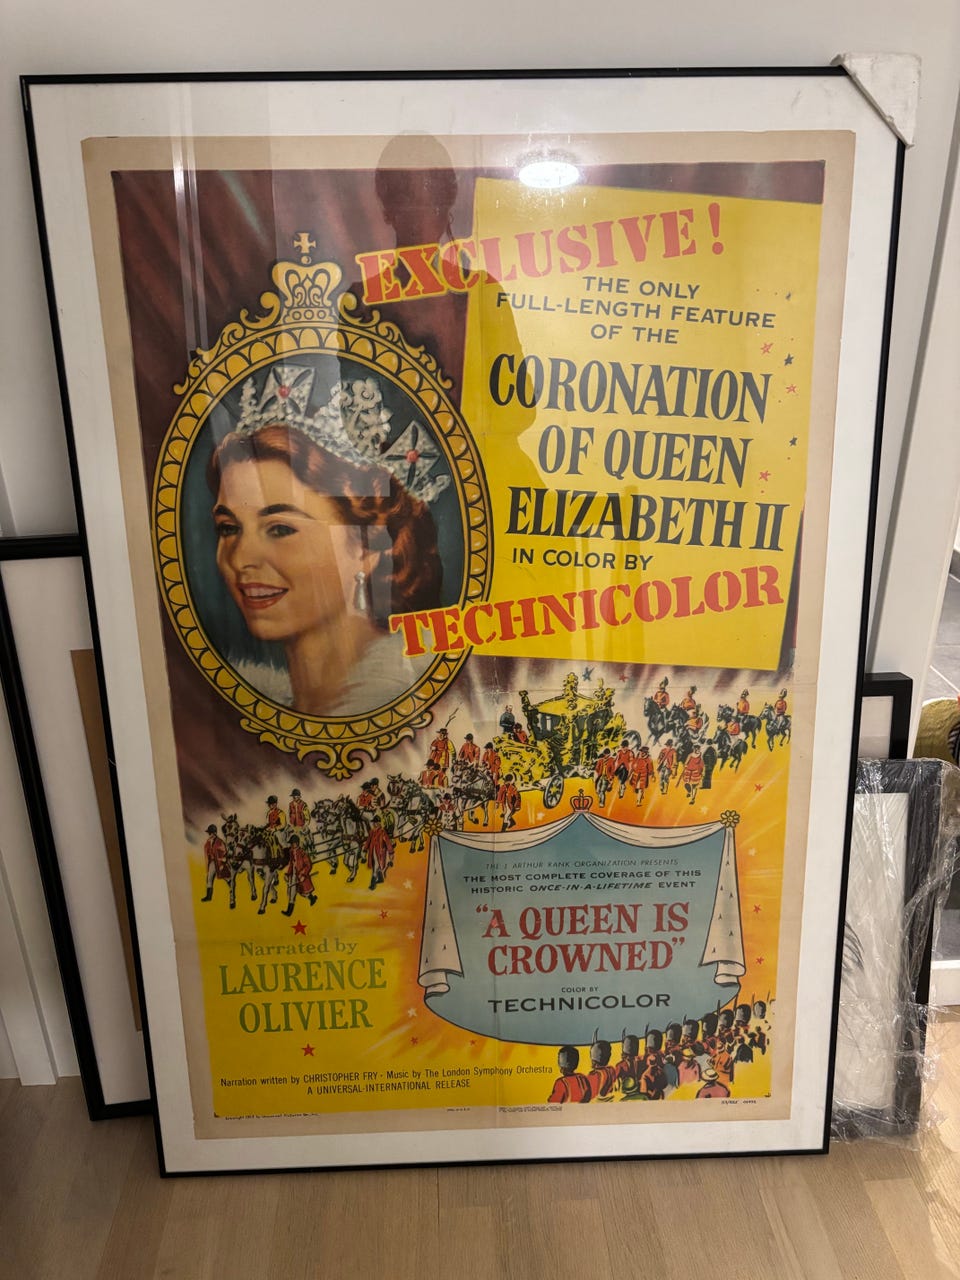 EXCLUSIVE!
THE ONLY
FULL-LENGTH FEATURE
OF THE
CORONATION
OF QUEEN
ELIZABETH II
IN COLOR BY
TECHNICOLOR
THE J. ARTHUR RANK ORGANIZATION PRESENTS
THE MOST COMPLETE COVERAGE OF THIS
HISTORIC ONCE-IN-A-LIFETIME EVENT
"A QUEEN IS
CROWNED"
COLOR BY
TECHNICOLOR
Narrated by
LAURENCE
OLIVIER
Narration written by CHRISTOPHER FRY · Music by The London Symphony Orchestra
A UNIVERSAL-INTERNATIONAL RELEASE